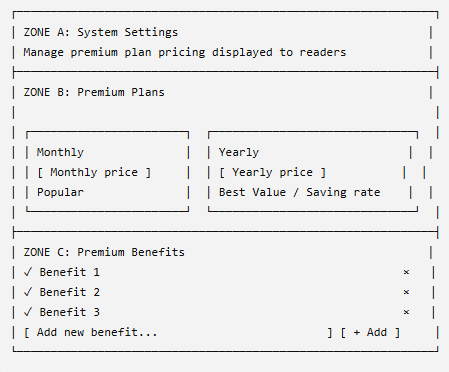 ZONE A: System Settings
Manage premium plan pricing displayed to readers
ZONE B: Premium Plans
Monthly Yearly
[ Monthly price ] [ Yearly price ]
Popular Best Value / Saving rate
ZONE C: Premium Benefits
✓ Benefit 1 ×
✓ Benefit 2 ×
✓ Benefit 3 ×
[ Add new benefit... ] [ + Add ]